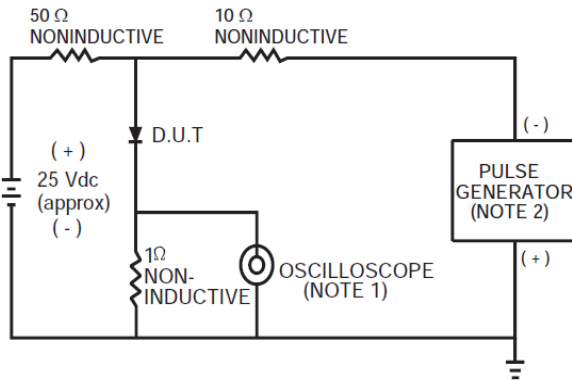 50 Ω
NONINDUCTIVE
10 Ω
NONINDUCTIVE
D.U.T
( + )
25 Vdc
(approx)
( - )
( - )
PULSE
GENERATOR
(NOTE 2)
( + )
1Ω
NON-
INDUCTIVE
OSCILLOSCOPE
(NOTE 1)